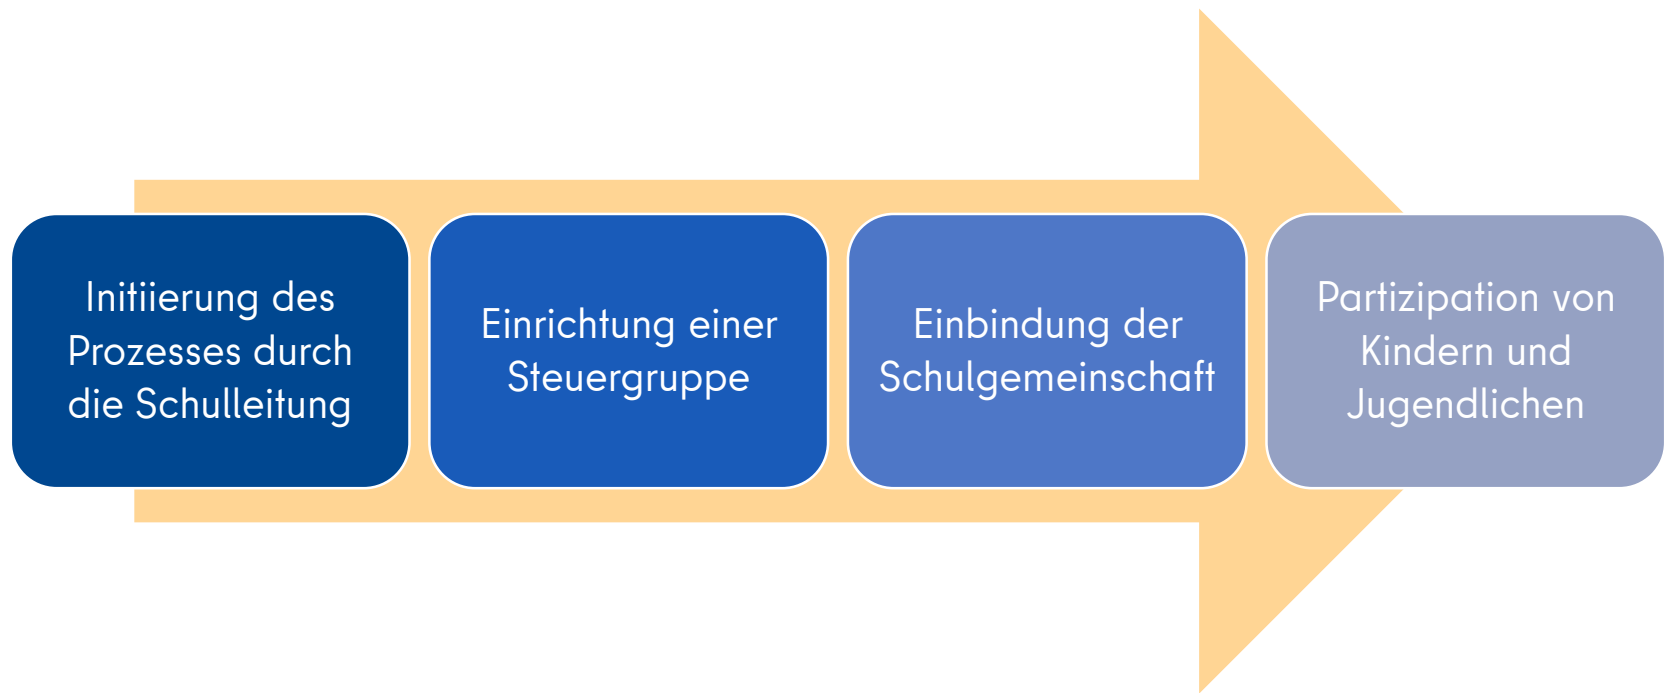 Initiierung des
Prozesses durch
die Schulleitung
Einrichtung einer
Steuergruppe
Einbindung der
Schulgemeinschaft
Partizipation von
Kindern und
Jugendlichen